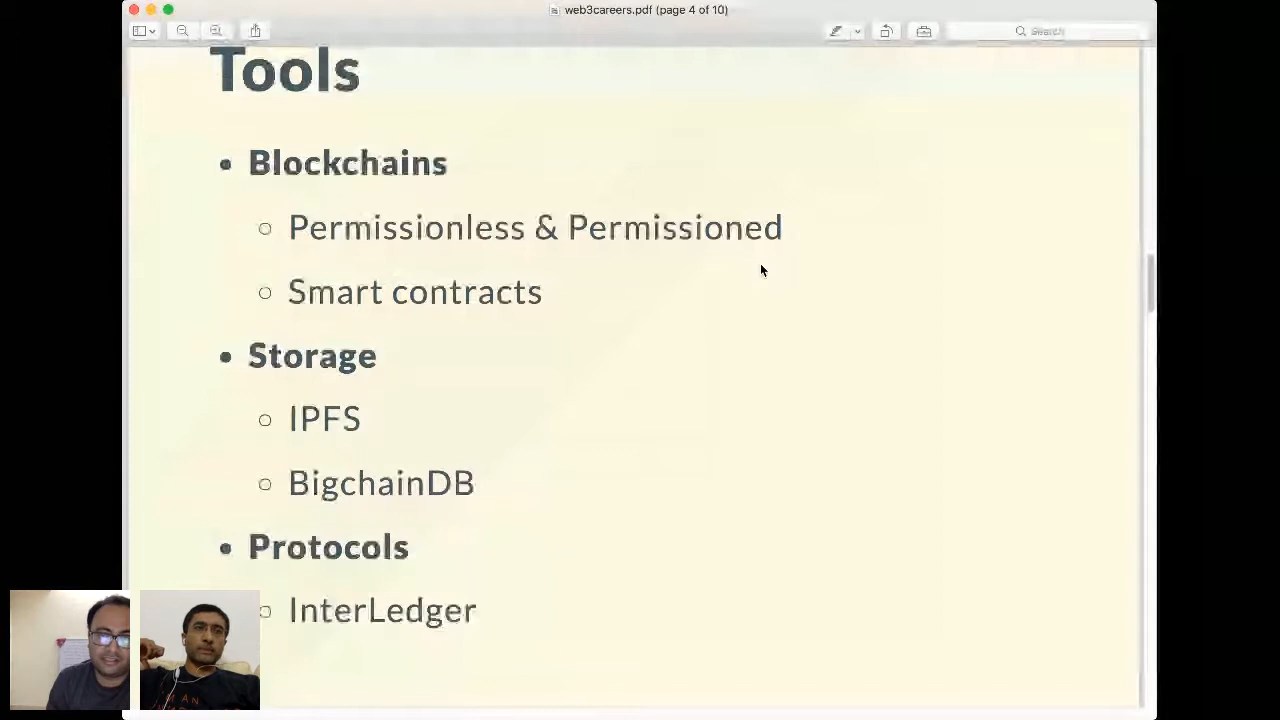 web3careers.pdf (page 4 of 10)
Search
Tools
Blockchains
Permissionless & Permissioned
Smart contracts
Storage
IPFS
BigchainDB
Protocols
InterLedger